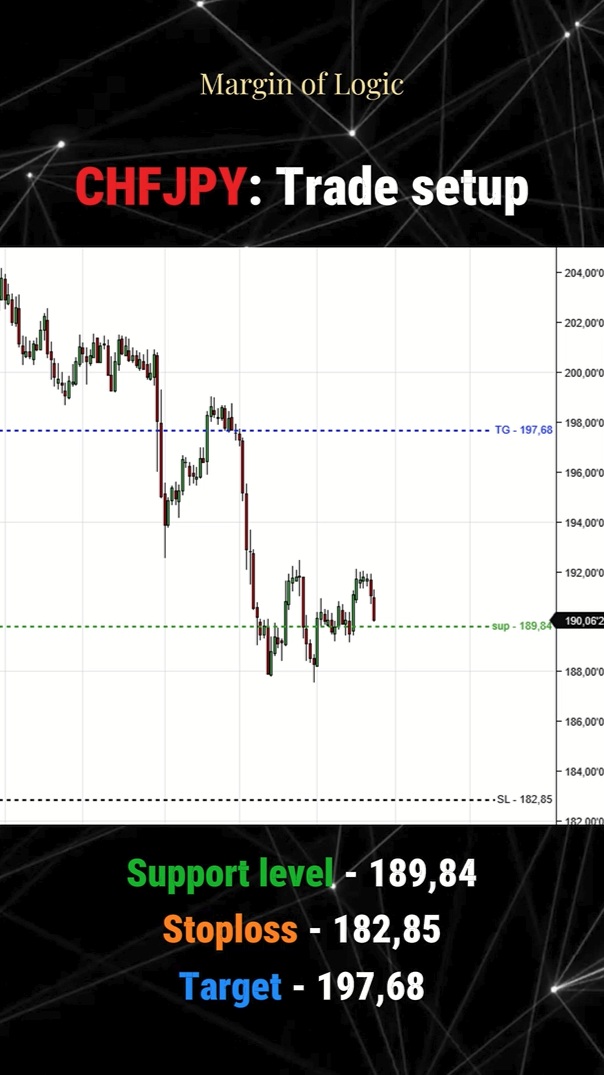 Margin of Logic
CHFJPY: Trade setup
204,00'0
202,00'0
200,00'0
198,00'0
TG - 197,68
196,00'0
194,00'0
192,00'0
sup - 189,84
190,06'2
188,00'0
186,00'0
184,00'0
SL - 182,85
182,00'0
Support level - 189,84
Stoploss - 182,85
Target - 197,68